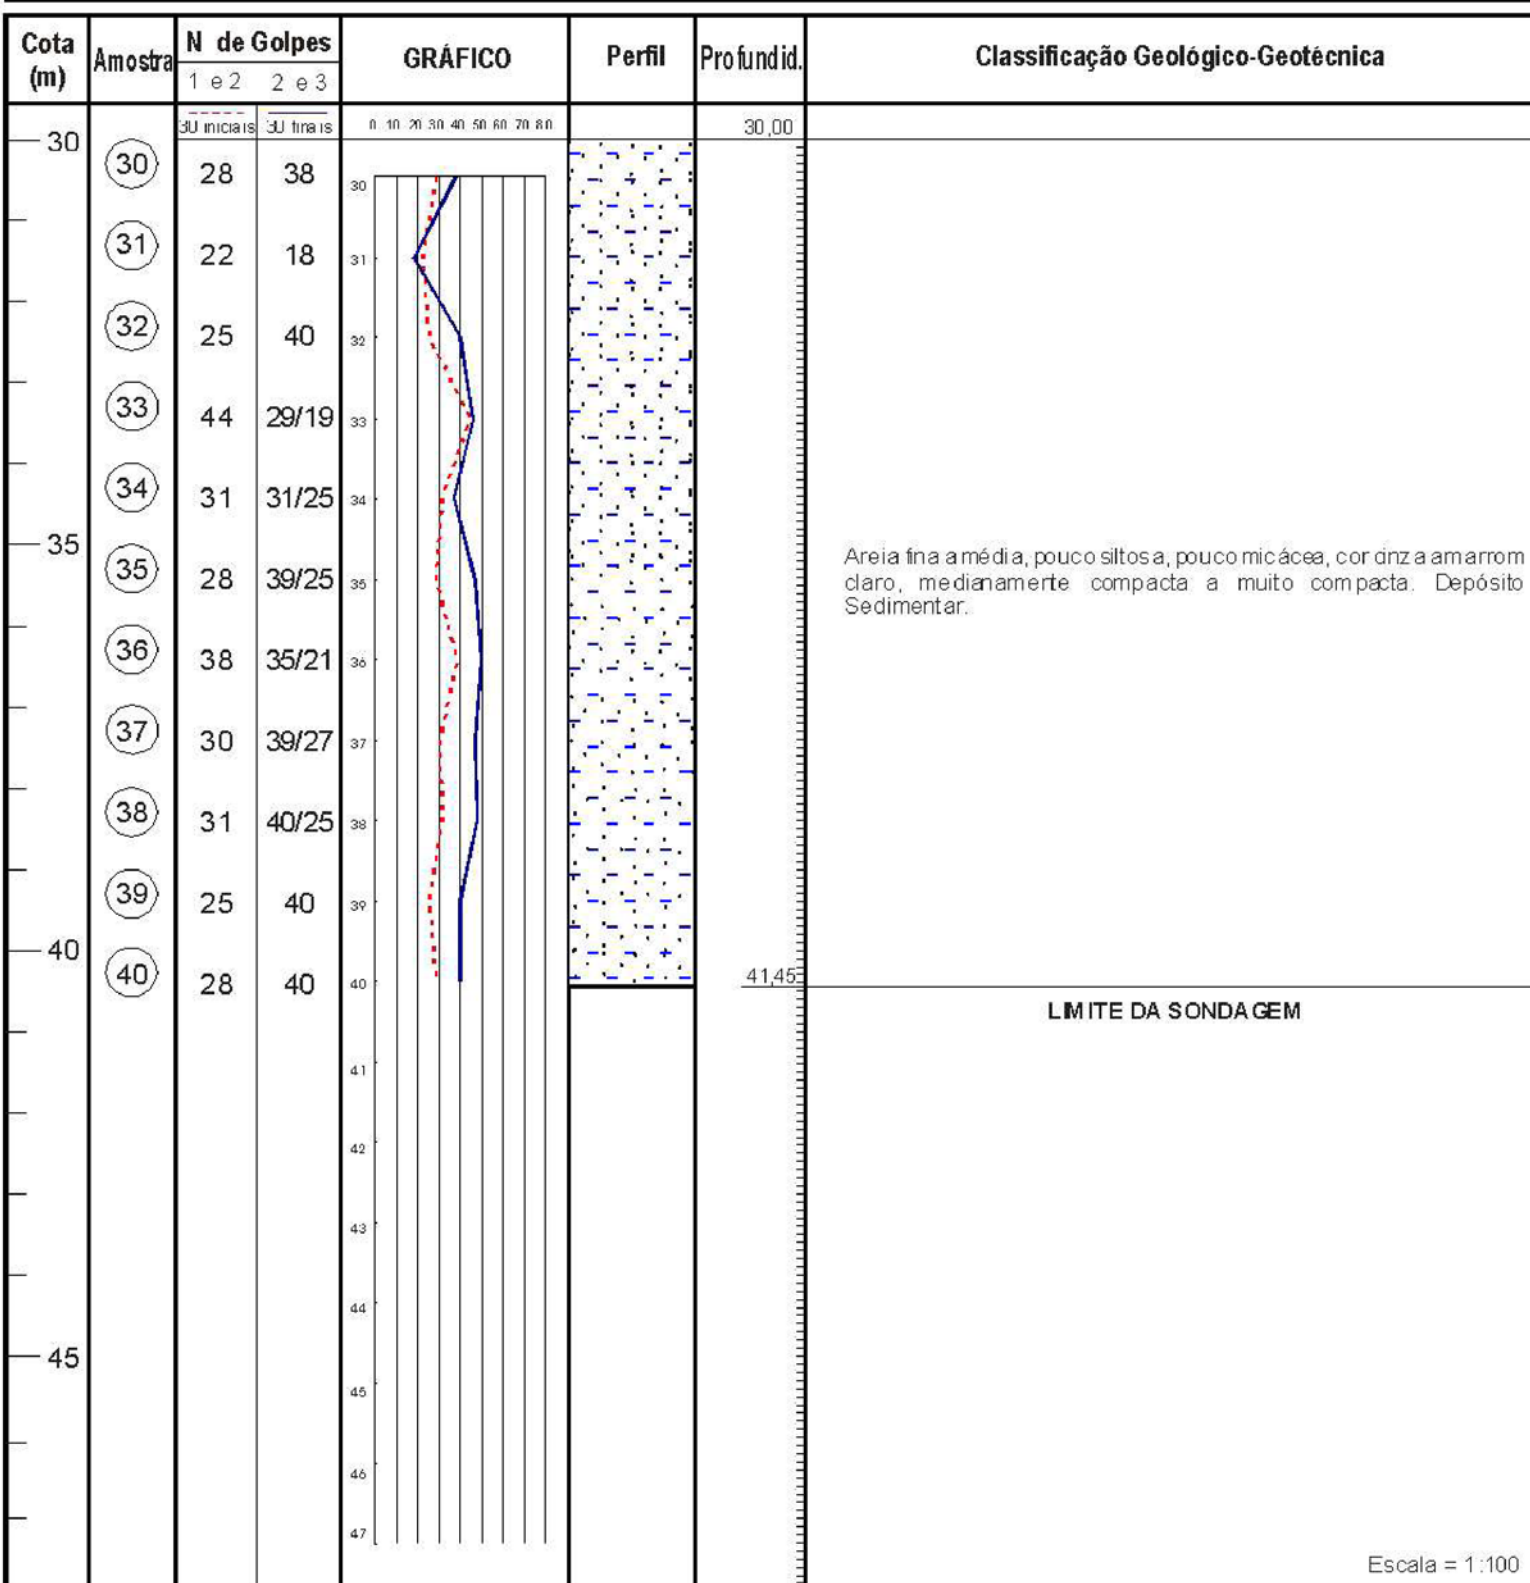 Cota (m) Amostra N de Golpes GRÁFICO Perfil Profundid. Classificação Geológico-Geotécnica
1 e 2 2 e 3
30 iniciais 30 finais 0 10 20 30 40 50 60 70 80 30,00
30
30 28 38 30
31 22 18 31
32 25 40 32
33 44 29/19 33
34 31 31/25 34
35
35 28 39/25 35
Areia fina a média, pouco siltosa, pouco micácea, cor cinza a marrom
claro, medianamente compacta a muito compacta. Depósito
Sedimentar.
36 38 35/21 36
37 30 39/27 37
38 31 40/25 38
39 25 40 39
40
40 28 40 40 41,45
LIMITE DA SONDAGEM
41
42
43
44
45
45
46
47
Escala = 1:100